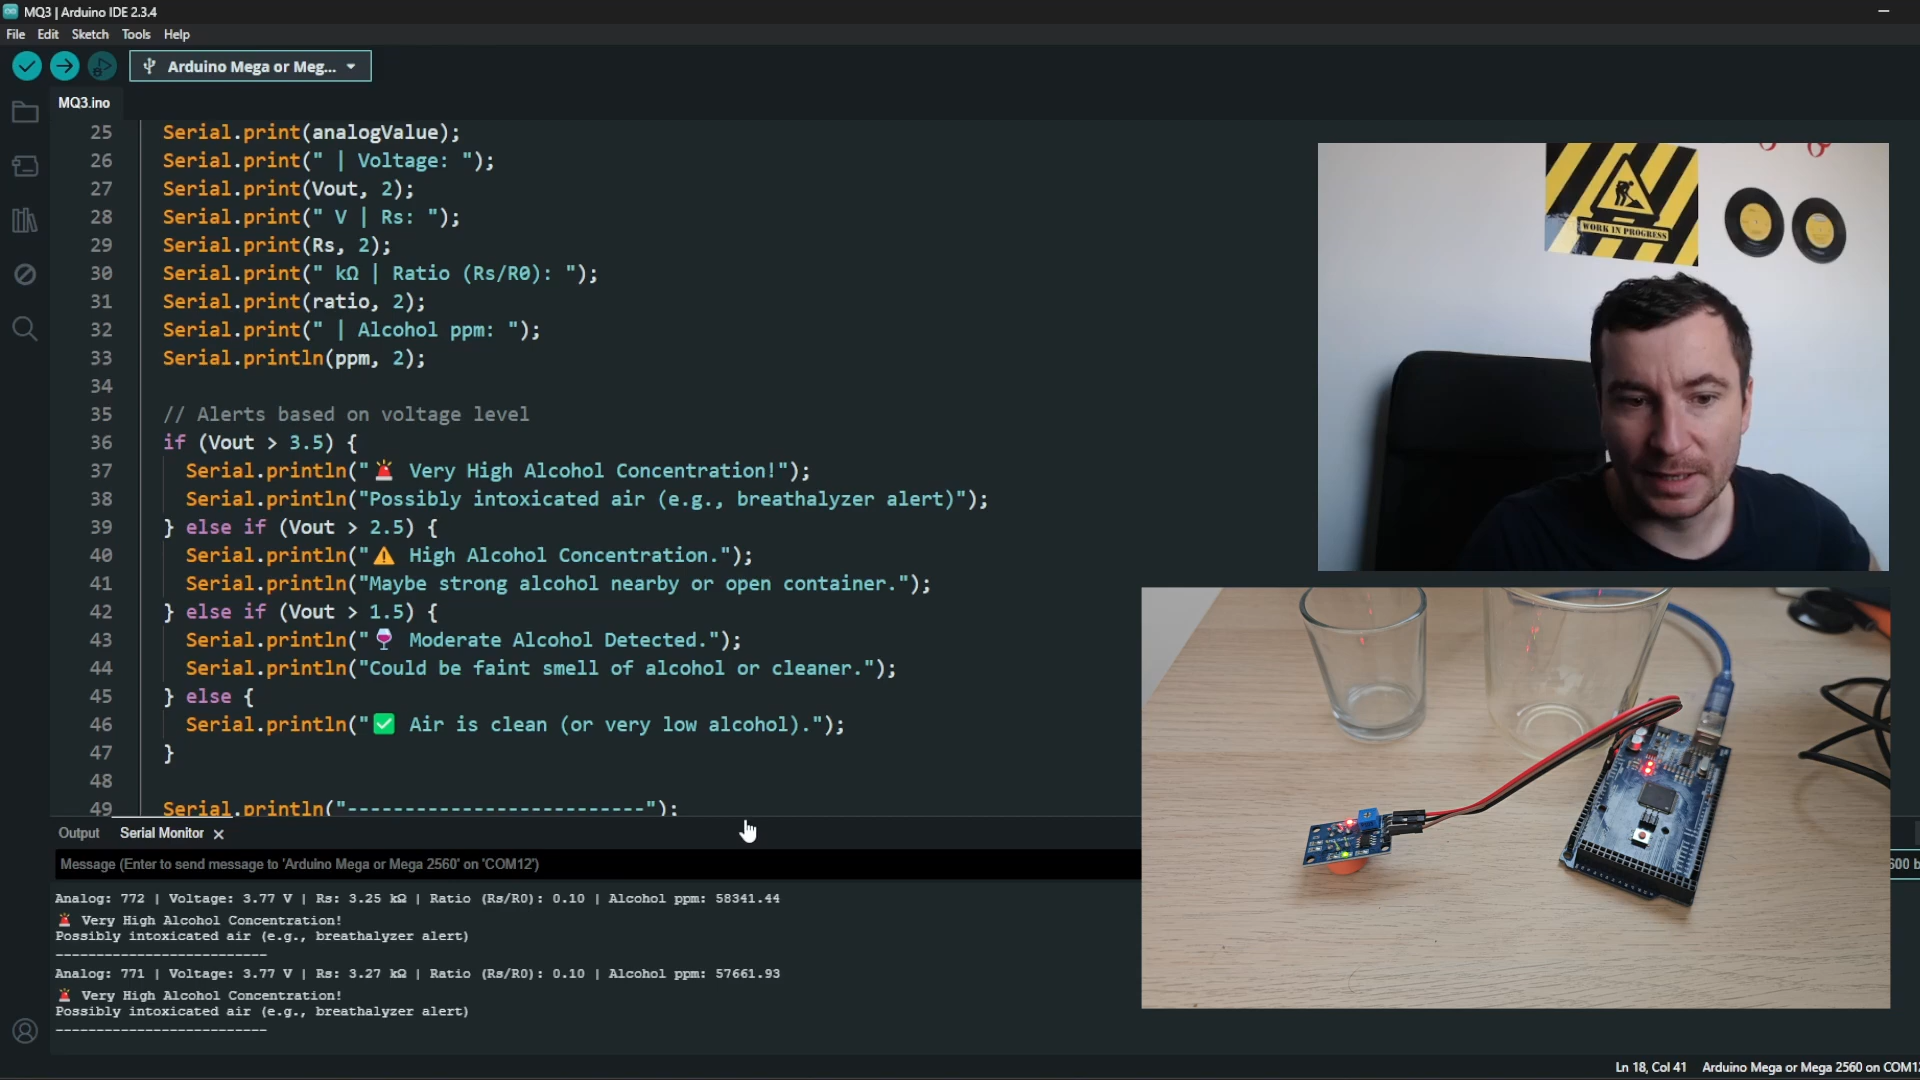 MQ3 | Arduino IDE 2.3.4
File Edit Sketch Tools Help
Arduino Mega or Meg...
MQ3.ino
25 Serial.print(analogValue);
26 Serial.print(" | Voltage: ");
27 Serial.print(Vout, 2);
28 Serial.print(" V | Rs: ");
29 Serial.print(Rs, 2);
30 Serial.print(" kΩ | Ratio (Rs/R0): ");
31 Serial.print(ratio, 2);
32 Serial.print(" | Alcohol ppm: ");
33 Serial.println(ppm, 2);
34
35 // Alerts based on voltage level
36 if (Vout > 3.5) {
37 Serial.println("🚨 Very High Alcohol Concentration!");
38 Serial.println("Possibly intoxicated air (e.g., breathalyzer alert)");
39 } else if (Vout > 2.5) {
40 Serial.println("⚠️ High Alcohol Concentration.");
41 Serial.println("Maybe strong alcohol nearby or open container.");
42 } else if (Vout > 1.5) {
43 Serial.println("🍷 Moderate Alcohol Detected.");
44 Serial.println("Could be faint smell of alcohol or cleaner.");
45 } else {
46 Serial.println("✅ Air is clean (or very low alcohol).");
47 }
48
49 Serial.println("--------------------------");
WORK IN PROGRESS
Output Serial Monitor
Message (Enter to send message to 'Arduino Mega or Mega 2560' on 'COM12')
600 b
Analog: 772 | Voltage: 3.77 V | Rs: 3.25 kΩ | Ratio (Rs/R0): 0.10 | Alcohol ppm: 58341.44
🚨 Very High Alcohol Concentration!
Possibly intoxicated air (e.g., breathalyzer alert)
--------------------------
Analog: 771 | Voltage: 3.77 V | Rs: 3.27 kΩ | Ratio (Rs/R0): 0.10 | Alcohol ppm: 57661.93
🚨 Very High Alcohol Concentration!
Possibly intoxicated air (e.g., breathalyzer alert)
--------------------------
Ln 18, Col 41 Arduino Mega or Mega 2560 on COM12